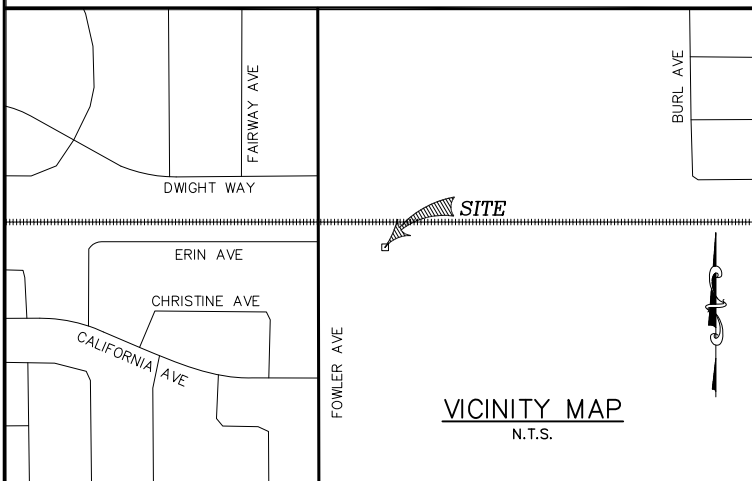 FAIRWAY AVE
BURL AVE
DWIGHT WAY
SITE
ERIN AVE
CHRISTINE AVE
CALIFORNIA AVE
FOWLER AVE
VICINITY MAP
N.T.S.